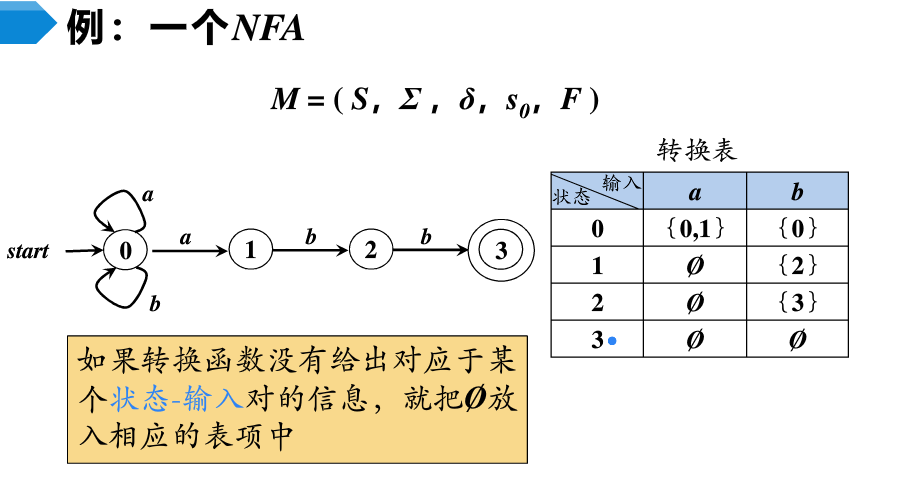 例：一个NFA
M = ( S，Σ，δ，s0，F )
转换表
输入
状态
a
b
0
{0,1}
{0}
1
Ø
{2}
2
Ø
{3}
3
Ø
Ø
start
0
a
b
a
1
b
2
b
3
如果转换函数没有给出对应于某
个状态-输入对的信息，就把Ø放
入相应的表项中